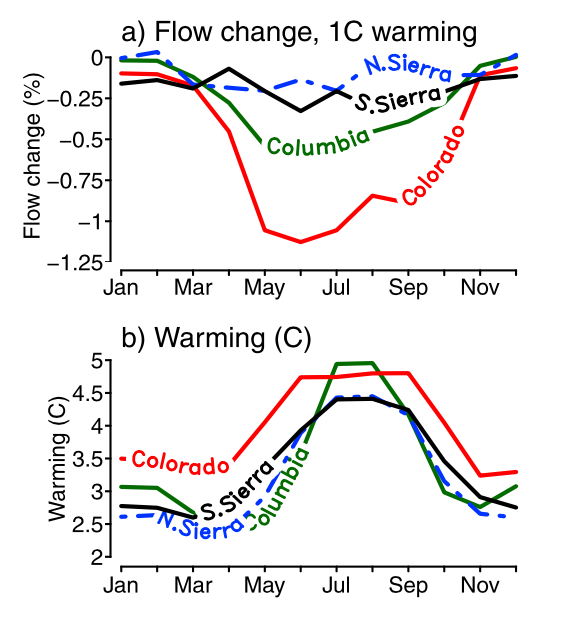 a) Flow change, 1C warming
Flow change (%)
0
−0.25
−0.5
−0.75
−1
−1.25
N.Sierra
S.Sierra
Columbia
Colorado
Jan Mar May Jul Sep Nov
b) Warming (C)
Warming (C)
5
4.5
4
3.5
3
2.5
2
Colorado
S.Sierra
N.Sierra
Columbia
Jan Mar May Jul Sep Nov